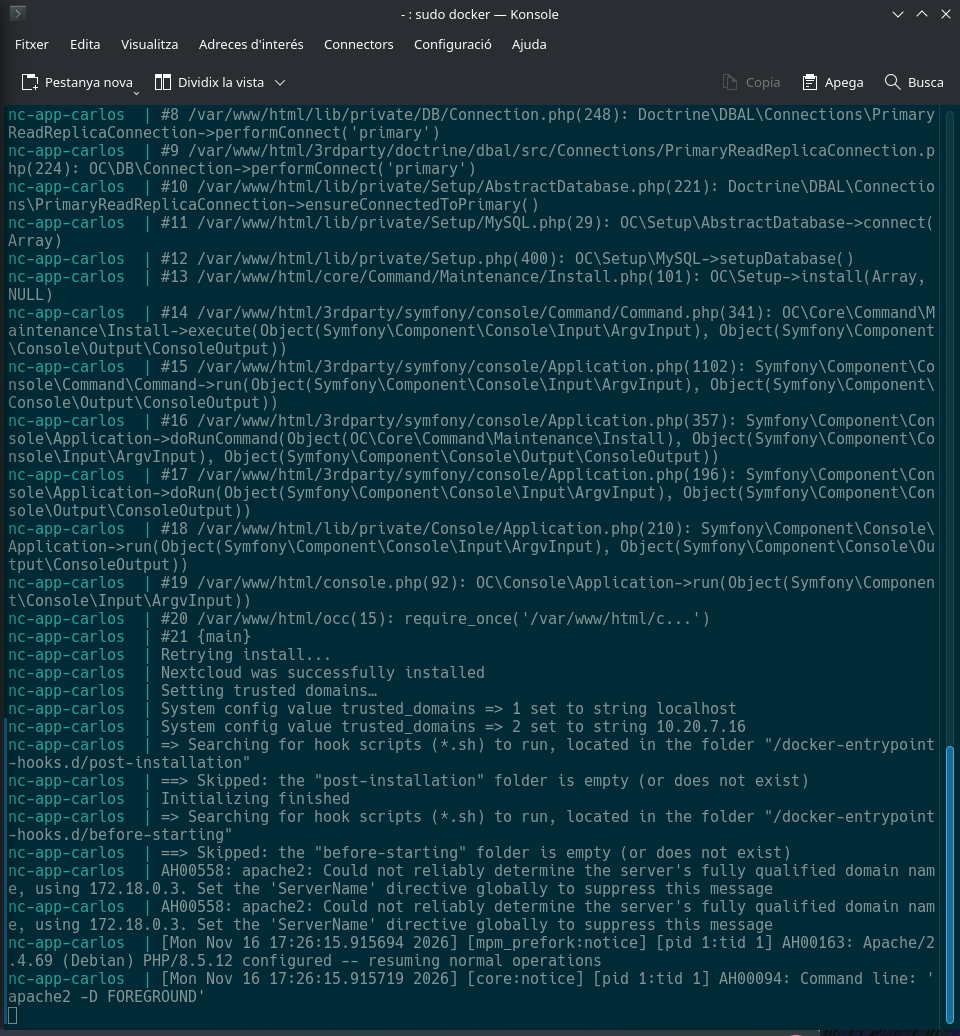 - : sudo docker — Konsole
Fitxer Edita Visualitza Adreces d'interés Connectors Configuració Ajuda
Pestanya nova Dividix la vista Copia Apega Busca
nc-app-carlos  | #8 /var/www/html/lib/private/DB/Connection.php(248): Doctrine\DBAL\Connections\Primary
ReadReplicaConnection->performConnect('primary')
nc-app-carlos  | #9 /var/www/html/3rdparty/doctrine/dbal/src/Connections/PrimaryReadReplicaConnection.p
hp(224): OC\DB\Connection->performConnect('primary')
nc-app-carlos  | #10 /var/www/html/lib/private/Setup/AbstractDatabase.php(221): Doctrine\DBAL\Connectio
ns\PrimaryReadReplicaConnection->ensureConnectedToPrimary()
nc-app-carlos  | #11 /var/www/html/lib/private/Setup/MySQL.php(29): OC\Setup\AbstractDatabase->connect(
Array)
nc-app-carlos  | #12 /var/www/html/lib/private/Setup.php(400): OC\Setup\MySQL->setupDatabase()
nc-app-carlos  | #13 /var/www/html/core/Command/Maintenance/Install.php(101): OC\Setup->install(Array, 
NULL)
nc-app-carlos  | #14 /var/www/html/3rdparty/symfony/console/Command/Command.php(341): OC\Core\Command\M
aintenance\Install->execute(Object(Symfony\Component\Console\Input\ArgvInput), Object(Symfony\Component
\Console\Output\ConsoleOutput))
nc-app-carlos  | #15 /var/www/html/3rdparty/symfony/console/Application.php(1102): Symfony\Component\Co
nsole\Command\Command->run(Object(Symfony\Component\Console\Input\ArgvInput), Object(Symfony\Component\
Console\Output\ConsoleOutput))
nc-app-carlos  | #16 /var/www/html/3rdparty/symfony/console/Application.php(357): Symfony\Component\Con
sole\Application->doRunCommand(Object(OC\Core\Command\Maintenance\Install), Object(Symfony\Component\Co
nsole\Input\ArgvInput), Object(Symfony\Component\Console\Output\ConsoleOutput))
nc-app-carlos  | #17 /var/www/html/3rdparty/symfony/console/Application.php(196): Symfony\Component\Con
sole\Application->doRun(Object(Symfony\Component\Console\Input\ArgvInput), Object(Symfony\Component\Con
sole\Output\ConsoleOutput))
nc-app-carlos  | #18 /var/www/html/lib/private/Console/Application.php(210): Symfony\Component\Console\
Application->run(Object(Symfony\Component\Console\Input\ArgvInput), Object(Symfony\Component\Console\Ou
tput\ConsoleOutput))
nc-app-carlos  | #19 /var/www/html/console.php(92): OC\Console\Application->run(Object(Symfony\Componen
t\Console\Input\ArgvInput))
nc-app-carlos  | #20 /var/www/html/occ(15): require_once('/var/www/html/c...')
nc-app-carlos  | #21 {main}
nc-app-carlos  | Retrying install...
nc-app-carlos  | Nextcloud was successfully installed
nc-app-carlos  | Setting trusted domains…
nc-app-carlos  | System config value trusted_domains => 1 set to string localhost
nc-app-carlos  | System config value trusted_domains => 2 set to string 10.20.7.16
nc-app-carlos  | => Searching for hook scripts (*.sh) to run, located in the folder "/docker-entrypoint
-hooks.d/post-installation"
nc-app-carlos  | ==> Skipped: the "post-installation" folder is empty (or does not exist)
nc-app-carlos  | Initializing finished
nc-app-carlos  | => Searching for hook scripts (*.sh) to run, located in the folder "/docker-entrypoint
-hooks.d/before-starting"
nc-app-carlos  | ==> Skipped: the "before-starting" folder is empty (or does not exist)
nc-app-carlos  | AH00558: apache2: Could not reliably determine the server's fully qualified domain nam
e, using 172.18.0.3. Set the 'ServerName' directive globally to suppress this message
nc-app-carlos  | AH00558: apache2: Could not reliably determine the server's fully qualified domain nam
e, using 172.18.0.3. Set the 'ServerName' directive globally to suppress this message
nc-app-carlos  | [Mon Nov 16 17:26:15.915694 2026] [mpm_prefork:notice] [pid 1:tid 1] AH00163: Apache/2
.4.69 (Debian) PHP/8.5.12 configured -- resuming normal operations
nc-app-carlos  | [Mon Nov 16 17:26:15.915719 2026] [core:notice] [pid 1:tid 1] AH00094: Command line: '
apache2 -D FOREGROUND'